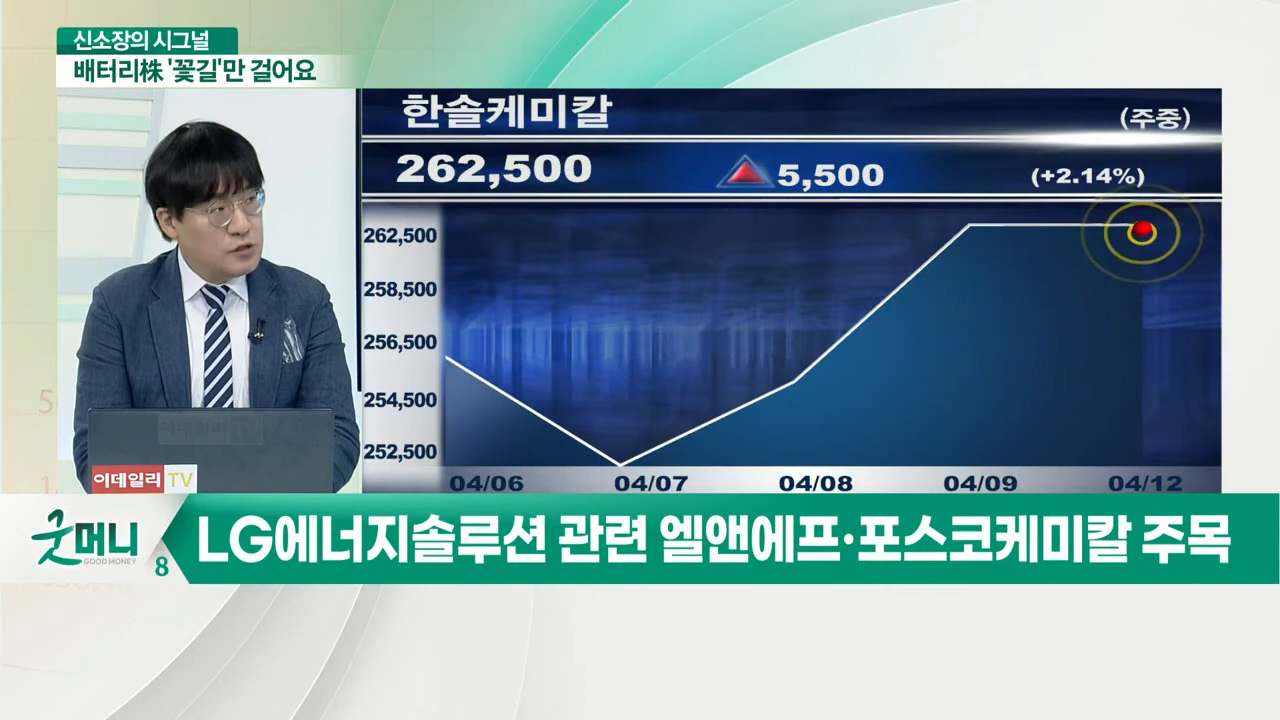 신소장의 시그널
배터리株 '꽃길'만 걸어요
한솔케미칼
(주중)
262,500
5,500
(+2.14%)
262,500
258,500
256,500
254,500
252,500
04/06
04/07
04/08
04/09
04/12
이데일리 TV
굿머니
GOOD MONEY
8
LG에너지솔루션 관련 엘앤에프·포스코케미칼 주목